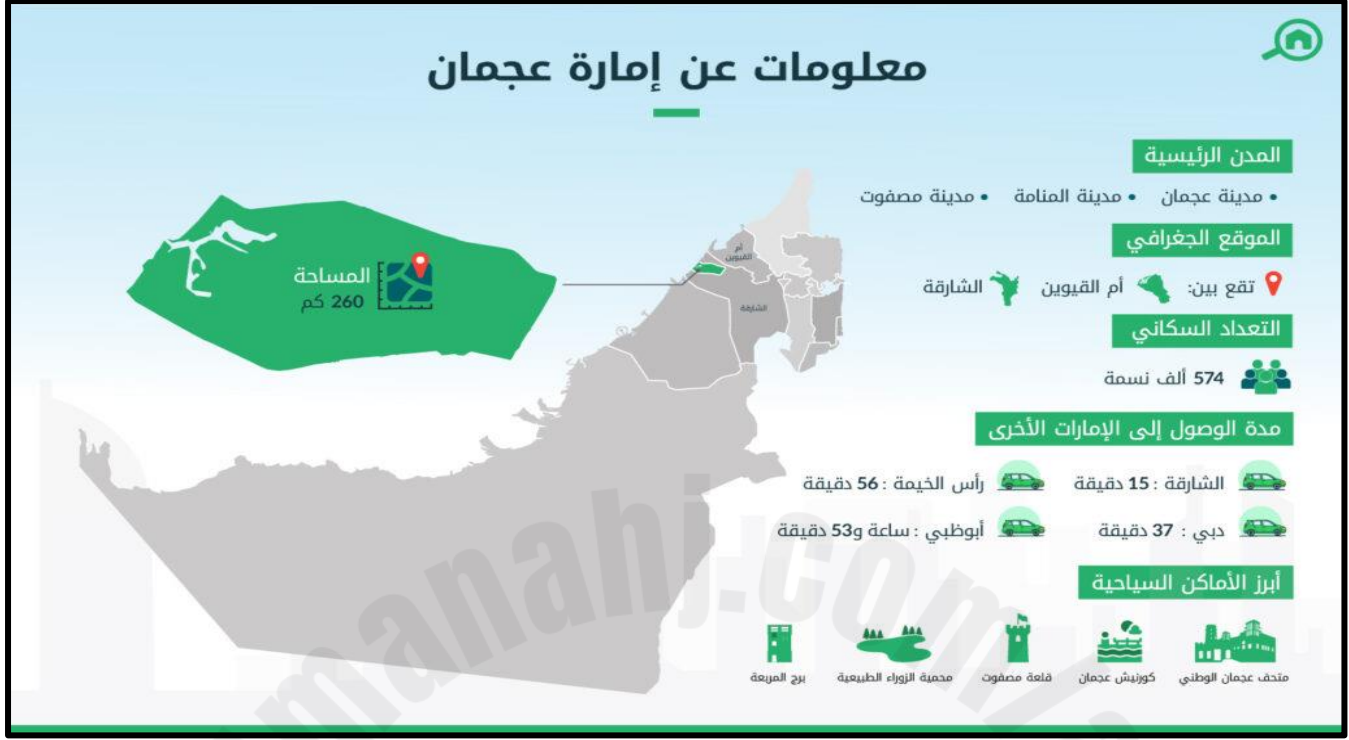 معلومات عن إمارة عجمان
المدن الرئيسية
• مدينة عجمان • مدينة المنامة • مدينة مصفوت
الموقع الجغرافي
تقع بين: أم القيوين الشارقة
التعداد السكاني
574 ألف نسمة
مدة الوصول إلى الإمارات الأخرى
الشارقة : 15 دقيقة رأس الخيمة : 56 دقيقة
دبي : 37 دقيقة أبوظبي : ساعة و53 دقيقة
أبرز الأماكن السياحية
متحف عجمان الوطني كورنيش عجمان قلعة مصفوت محمية الزوراء الطبيعية برج المربعة
أم
القيوين
الشارقة
المساحة
260 كم
manahj.com/